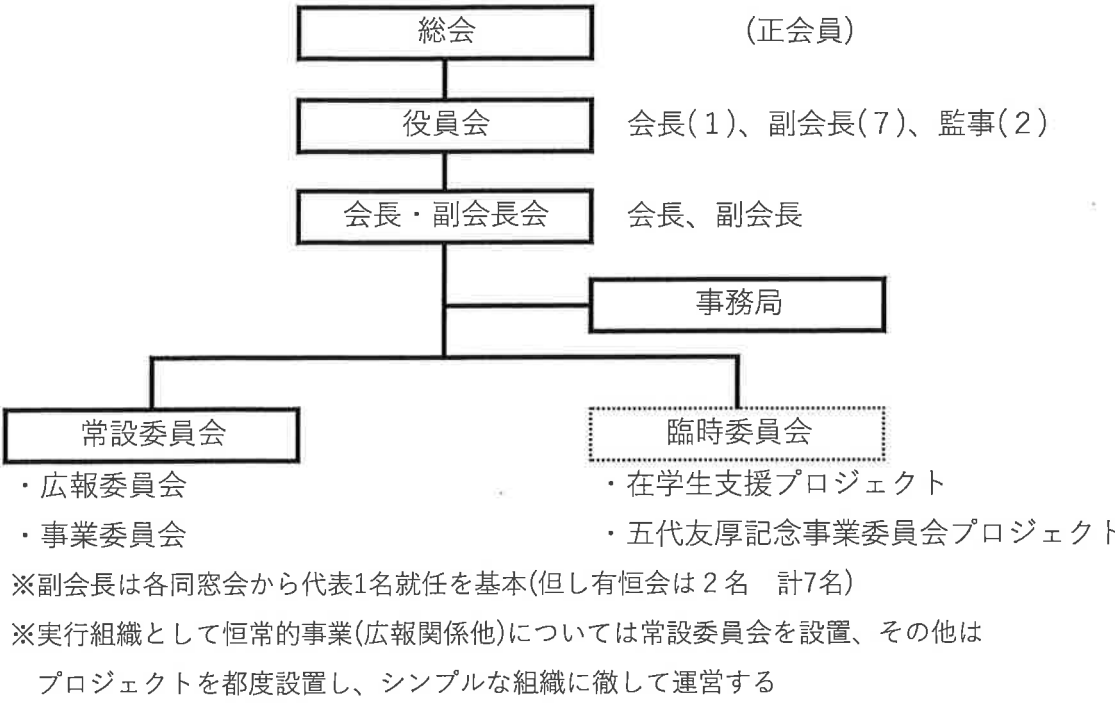 総会 (正会員)
役員会 会長(1)、副会長(7)、監事(2)
会長・副会長会 会長、副会長
事務局
常設委員会 臨時委員会
・広報委員会 ・在学生支援プロジェクト
・事業委員会 ・五代友厚記念事業委員会プロジェクト
※副会長は各同窓会から代表1名就任を基本(但し有恒会は2名 計7名)
※実行組織として恒常的事業(広報関係他)については常設委員会を設置、その他は
プロジェクトを都度設置し、シンプルな組織に徹して運営する